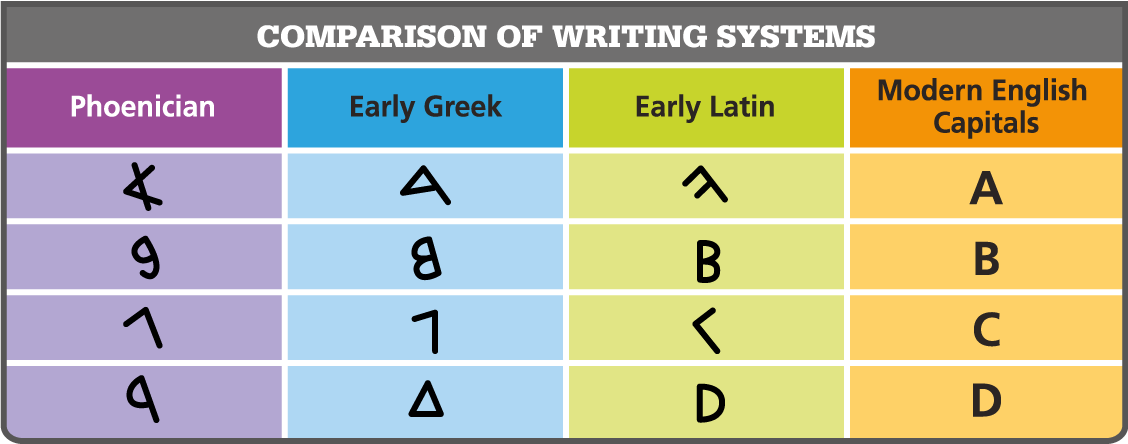 COMPARISON OF WRITING SYSTEMS
Phoenician Early Greek Early Latin Modern English Capitals
𐤀 Α 𐌀 A
𐤁 Β B B
𐤂 Γ 𐌂 C
𐤃 Δ D D